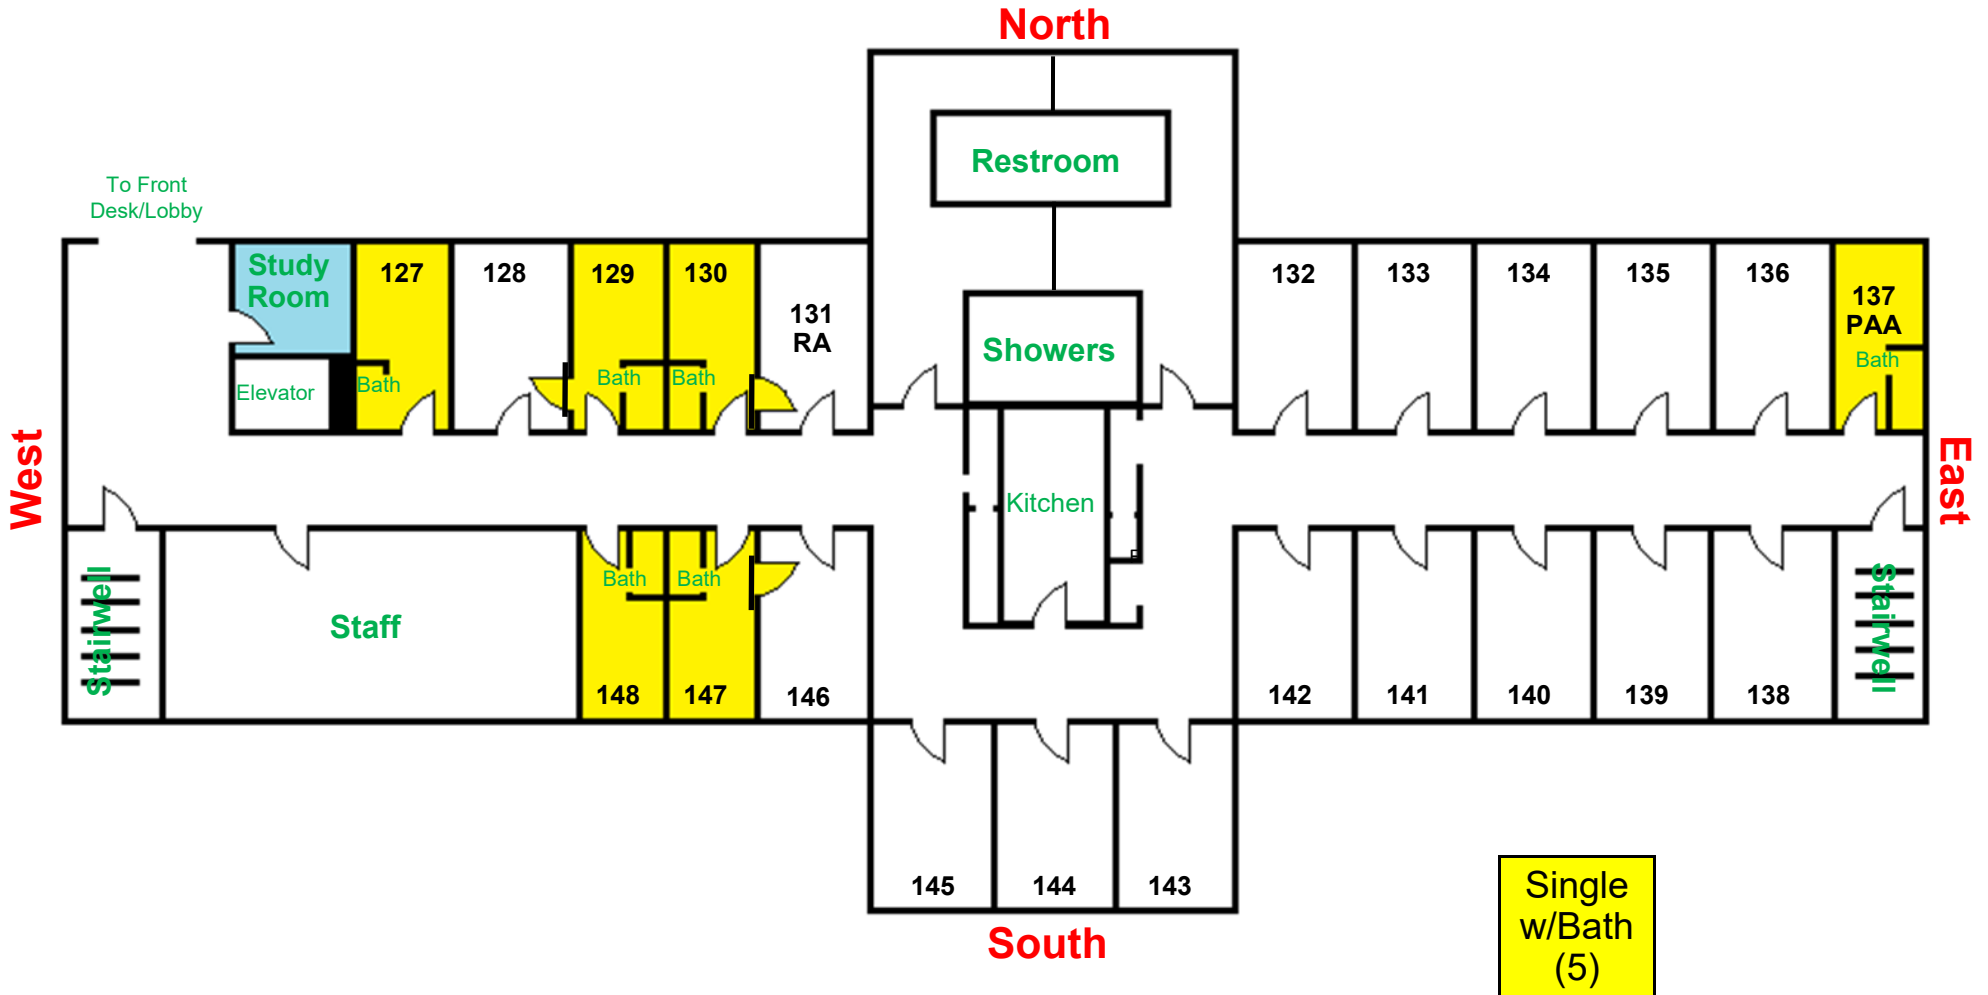 North
Restroom
To Front
Desk/Lobby
Study
Room
127
128
129
130
131
RA
132
133
134
135
136
137
PAA
Showers
Elevator
Bath
Bath
Bath
Bath
West
East
Kitchen
Stairwell
Staff
Bath
Bath
Stairwell
148
147
146
142
141
140
139
138
145
144
143
South
Single
w/Bath
(5)